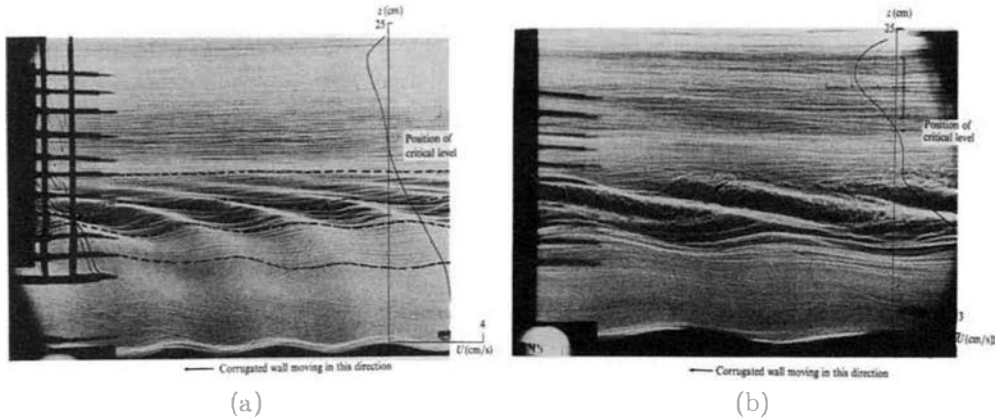 z (cm)
25
Position of
critical level
4
U (cm/s)
Corrugated wall moving in this direction
(a)
z (cm)
25
Position of
critical level
3
U (cm/s)
Corrugated wall moving in this direction
(b)